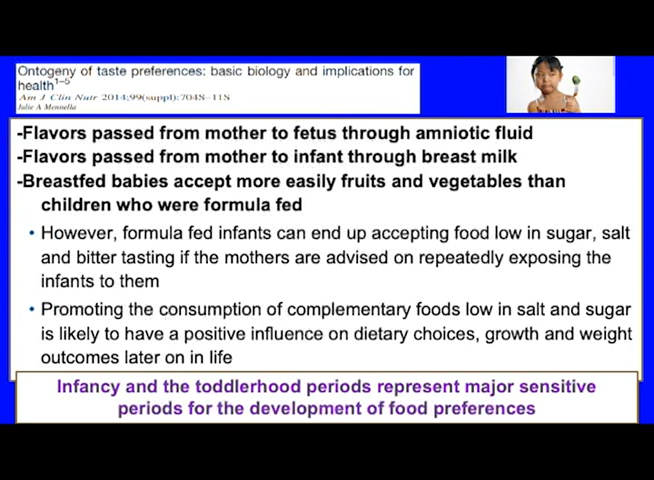 Ontogeny of taste preferences: basic biology and implications for
health1–5
Am J Clin Nutr 2014;99(suppl):704S–11S
Julie A Mennella
-Flavors passed from mother to fetus through amniotic fluid
-Flavors passed from mother to infant through breast milk
-Breastfed babies accept more easily fruits and vegetables than
children who were formula fed
• However, formula fed infants can end up accepting food low in sugar, salt
and bitter tasting if the mothers are advised on repeatedly exposing the
infants to them
• Promoting the consumption of complementary foods low in salt and sugar
is likely to have a positive influence on dietary choices, growth and weight
outcomes later on in life
Infancy and the toddlerhood periods represent major sensitive
periods for the development of food preferences